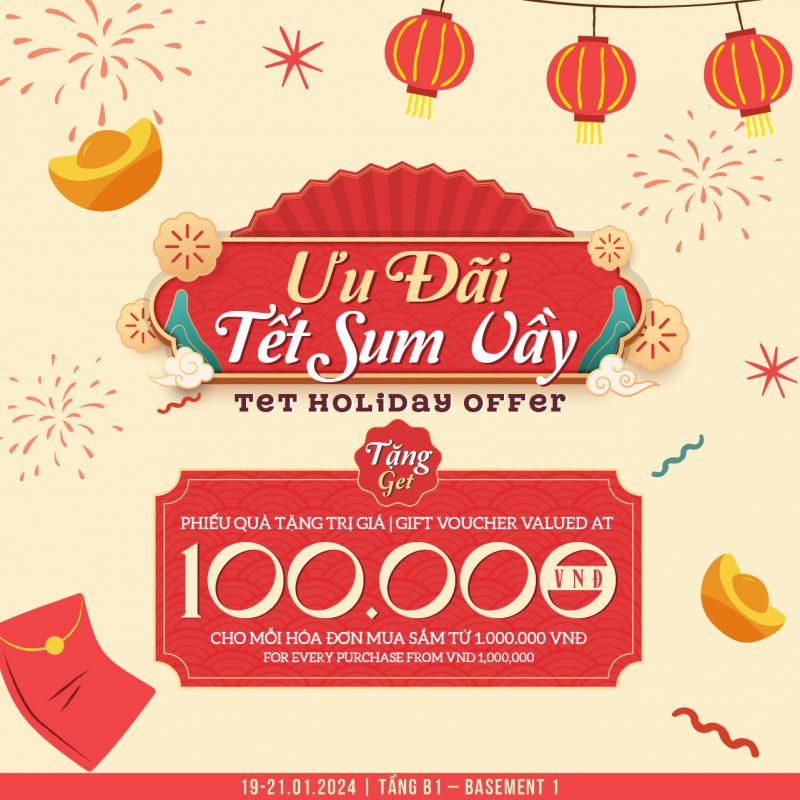 Ưu Đãi
Tết Sum Vầy
TET HOLiDAY OFFER
Tặng
Get
PHIẾU QUÀ TẶNG TRỊ GIÁ | GIFT VOUCHER VALUED AT
100.000 VNĐ
CHO MỖI HÓA ĐƠN MUA SẮM TỪ 1.000.000 VNĐ
FOR EVERY PURCHASE FROM VND 1,000,000
19-21.01.2024 | TẦNG B1 – BASEMENT 1